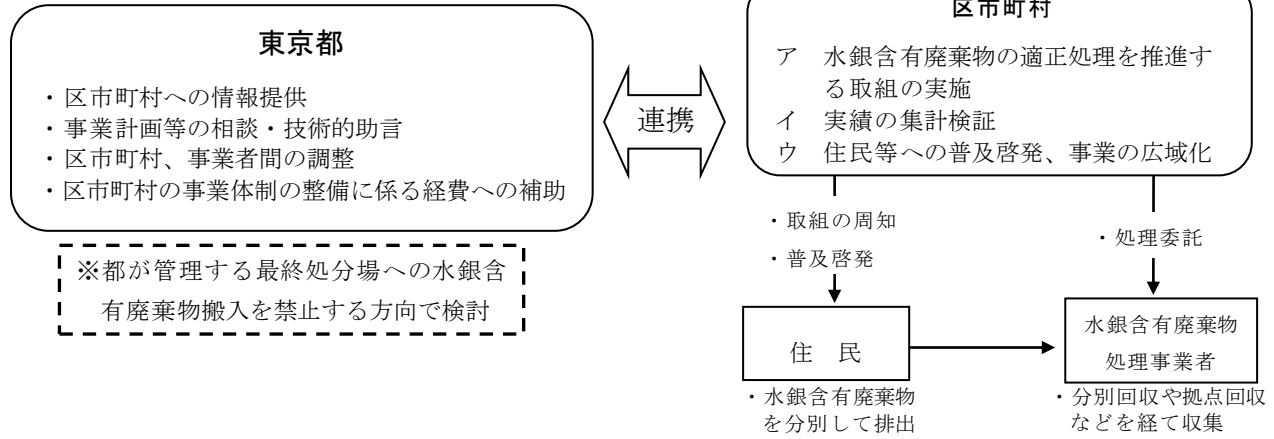 東京都
・区市町村への情報提供
・事業計画等の相談・技術的助言
・区市町村、事業者間の調整
・区市町村の事業体制の整備に係る経費への補助
※都が管理する最終処分場への水銀含
有廃棄物搬入を禁止する方向で検討
連携
区市町村
ア　水銀含有廃棄物の適正処理を推進す
る取組の実施
イ　実績の集計検証
ウ　住民等への普及啓発、事業の広域化
・取組の周知
・普及啓発
・処理委託
住　民
・水銀含有廃棄物
を分別して排出
水銀含有廃棄物
処理事業者
・分別回収や拠点回収
などを経て収集